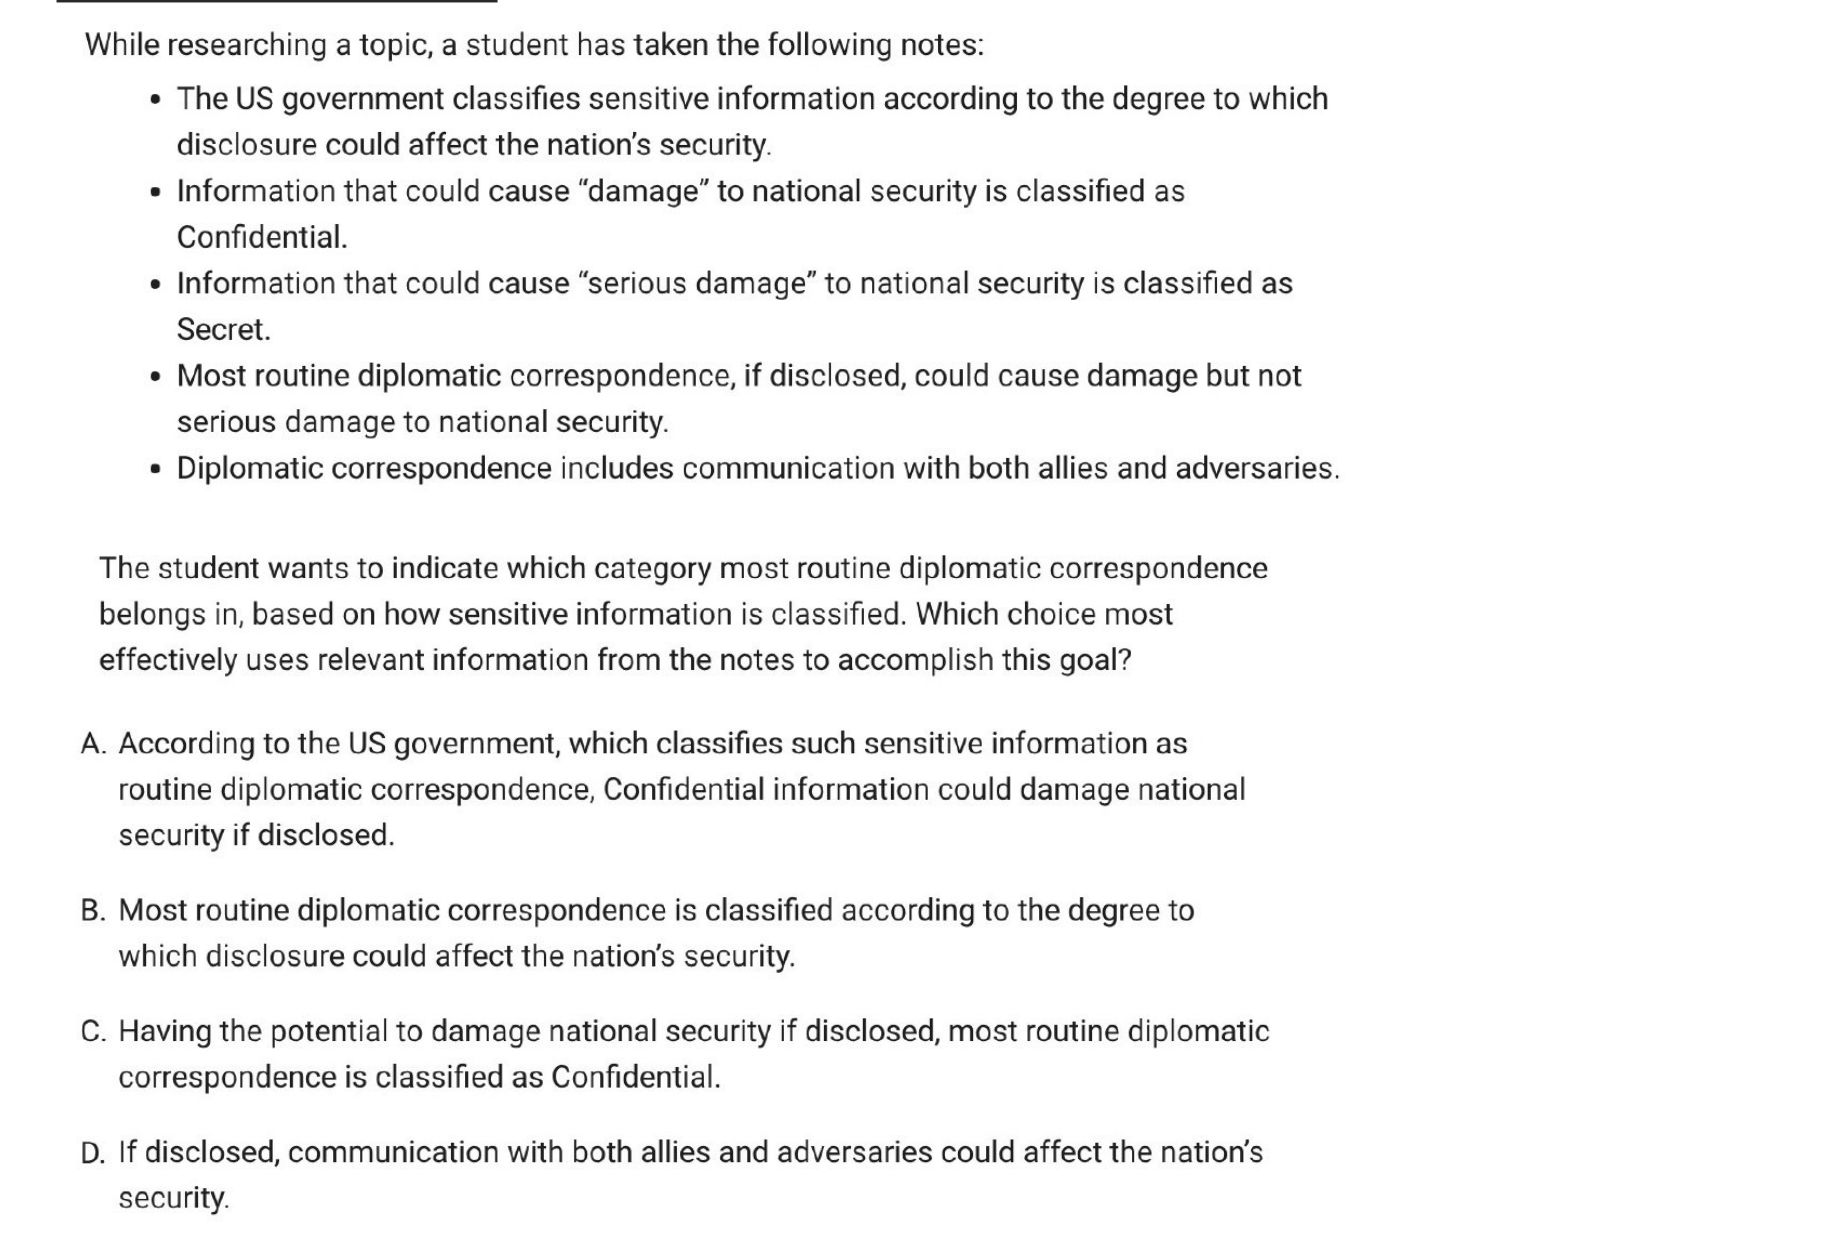 While researching a topic, a student has taken the following notes:
• The US government classifies sensitive information according to the degree to which
disclosure could affect the nation’s security.
• Information that could cause “damage” to national security is classified as
Confidential.
• Information that could cause “serious damage” to national security is classified as
Secret.
• Most routine diplomatic correspondence, if disclosed, could cause damage but not
serious damage to national security.
• Diplomatic correspondence includes communication with both allies and adversaries.
The student wants to indicate which category most routine diplomatic correspondence
belongs in, based on how sensitive information is classified. Which choice most
effectively uses relevant information from the notes to accomplish this goal?
A. According to the US government, which classifies such sensitive information as
routine diplomatic correspondence, Confidential information could damage national
security if disclosed.
B. Most routine diplomatic correspondence is classified according to the degree to
which disclosure could affect the nation’s security.
C. Having the potential to damage national security if disclosed, most routine diplomatic
correspondence is classified as Confidential.
D. If disclosed, communication with both allies and adversaries could affect the nation’s
security.